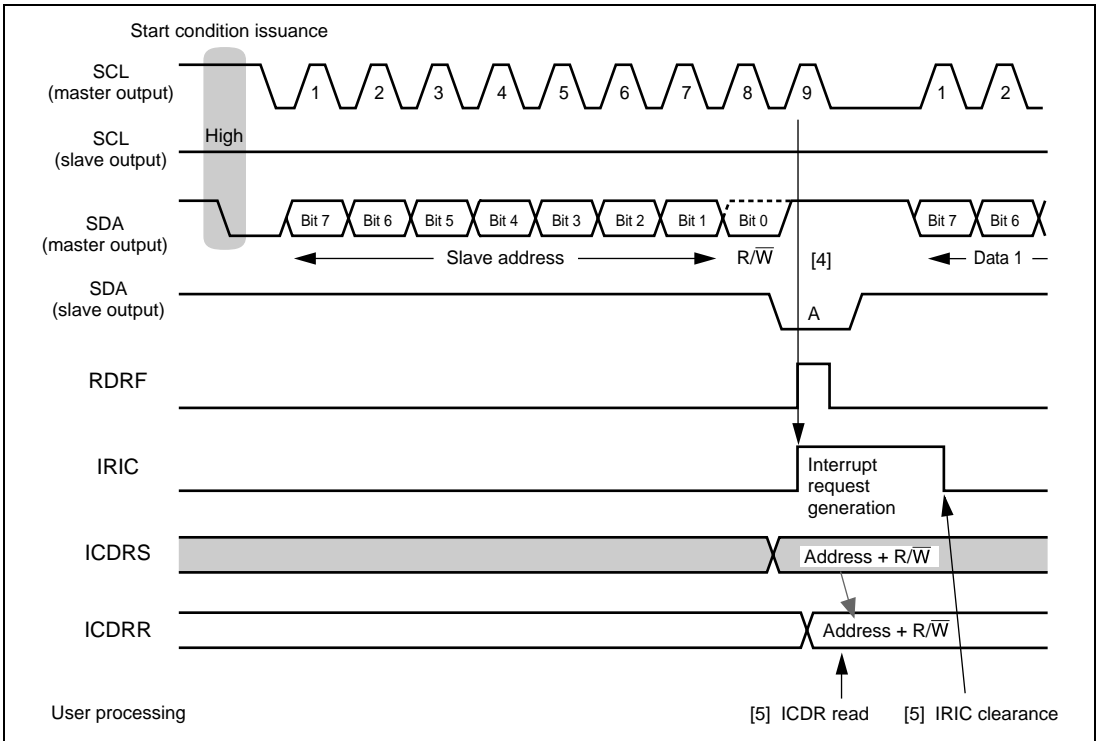 Start condition issuance
SCL
(master output)
1 2 3 4 5 6 7 8 9 1 2
SCL
(slave output)
High
SDA
(master output)
Bit 7 Bit 6 Bit 5 Bit 4 Bit 3 Bit 2 Bit 1 Bit 0 Bit 7 Bit 6
Slave address R/W̅ [4] Data 1
SDA
(slave output)
A
RDRF
IRIC
Interrupt
request
generation
ICDRS
Address + R/W̅
ICDRR
Address + R/W̅
User processing
[5] ICDR read [5] IRIC clearance